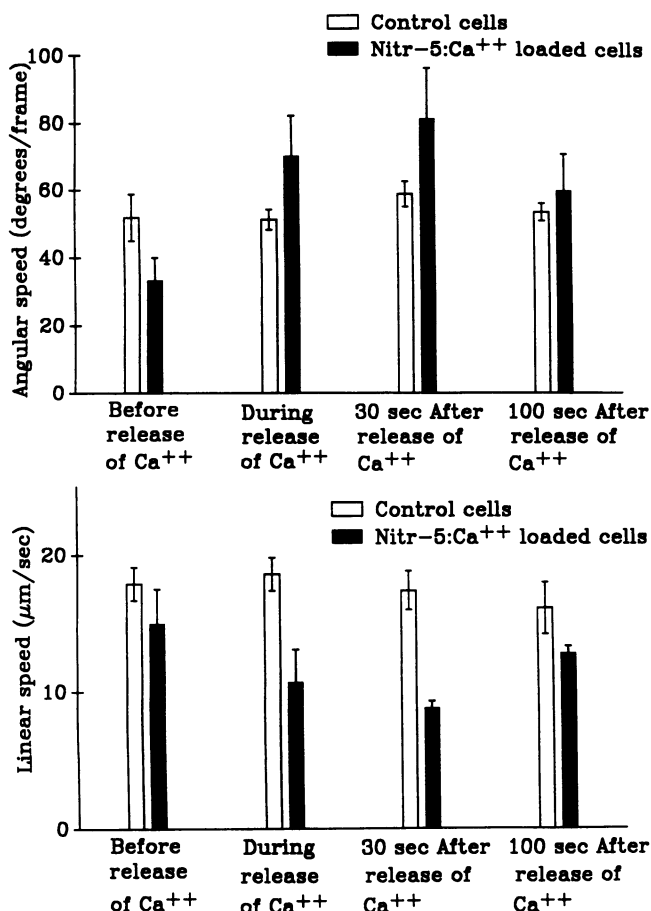 Control cells
Nitr-5:Ca++ loaded cells
Angular speed (degrees/frame)
100
80
60
40
20
0
Before
release
of Ca++
During
release
of Ca++
30 sec After
release of
Ca++
100 sec After
release of
Ca++
Control cells
Nitr-5:Ca++ loaded cells
Linear speed (μm/sec)
20
10
0
Before
release
of Ca++
During
release
of Ca++
30 sec After
release of
Ca++
100 sec After
release of
Ca++